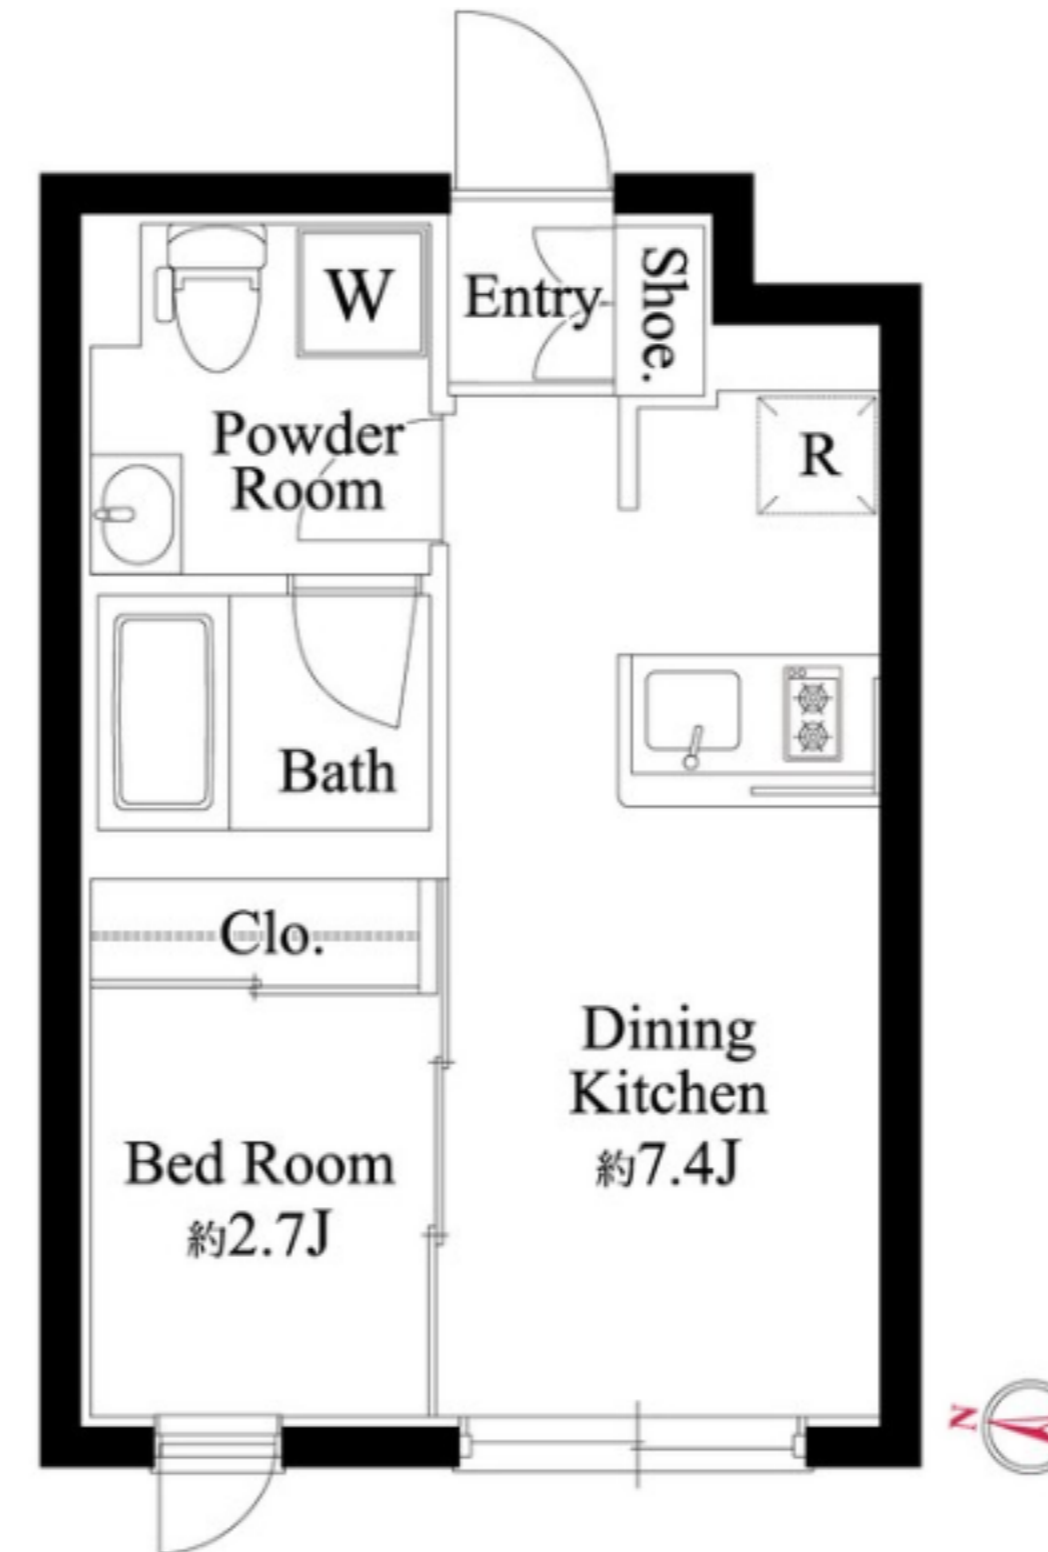 W
Entry
Shoe.
Powder
Room
R
Bath
Clo.
Dining
Kitchen
約7.4J
Bed Room
約2.7J
N